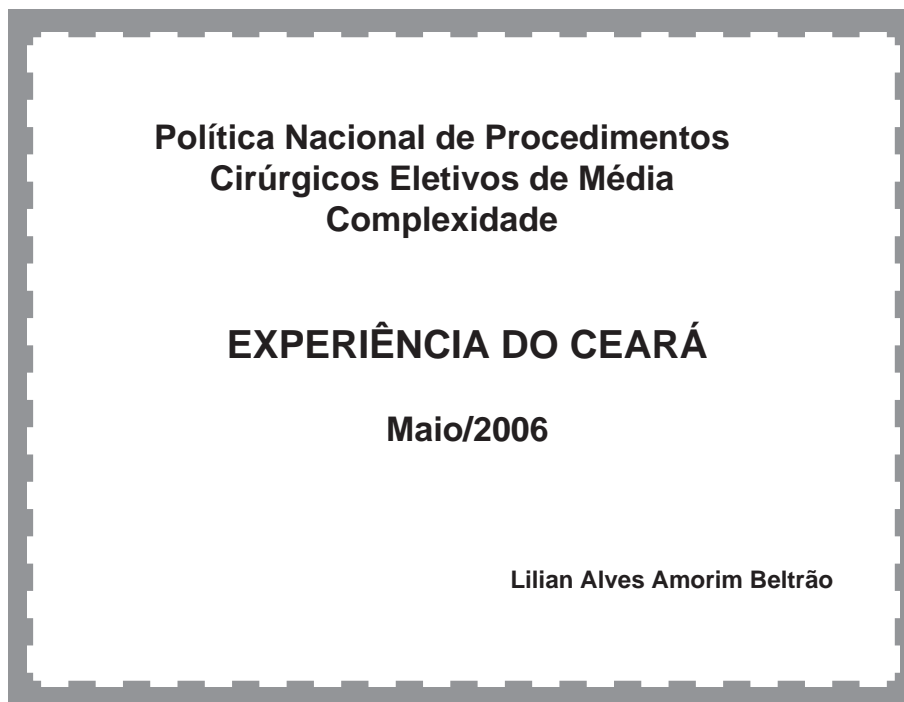 Política Nacional de Procedimentos
Cirúrgicos Eletivos de Média
Complexidade
EXPERIÊNCIA DO CEARÁ
Maio/2006
Lilian Alves Amorim Beltrão